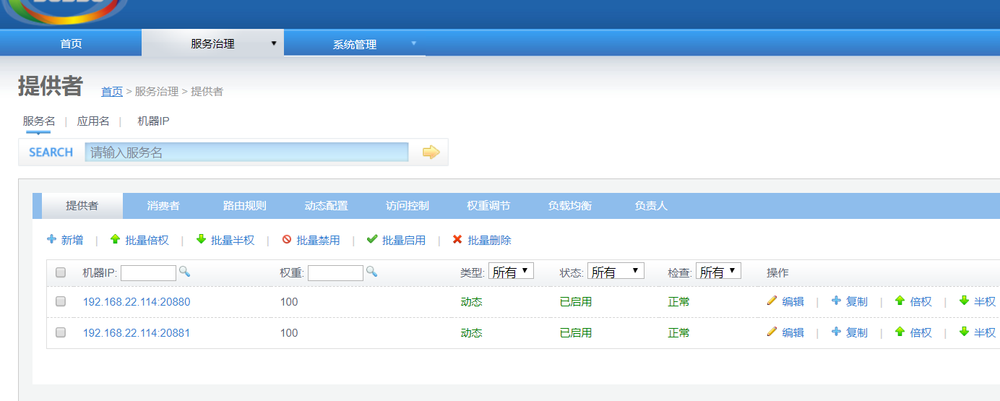 首页 服务治理 系统管理
提供者 首页 > 服务治理 > 提供者
服务名 | 应用名 | 机器IP
SEARCH 请输入服务名
提供者 消费者 路由规则 动态配置 访问控制 权重调节 负载均衡 负责人
新增 | 批量倍权 | 批量半权 | 批量禁用 | 批量启用 | 批量删除
机器IP: 权重: 类型: 所有 状态: 所有 检查: 所有 操作
192.168.22.114:20880 100 动态 已启用 正常 编辑 | 复制 | 倍权 | 半权
192.168.22.114:20881 100 动态 已启用 正常 编辑 | 复制 | 倍权 | 半权